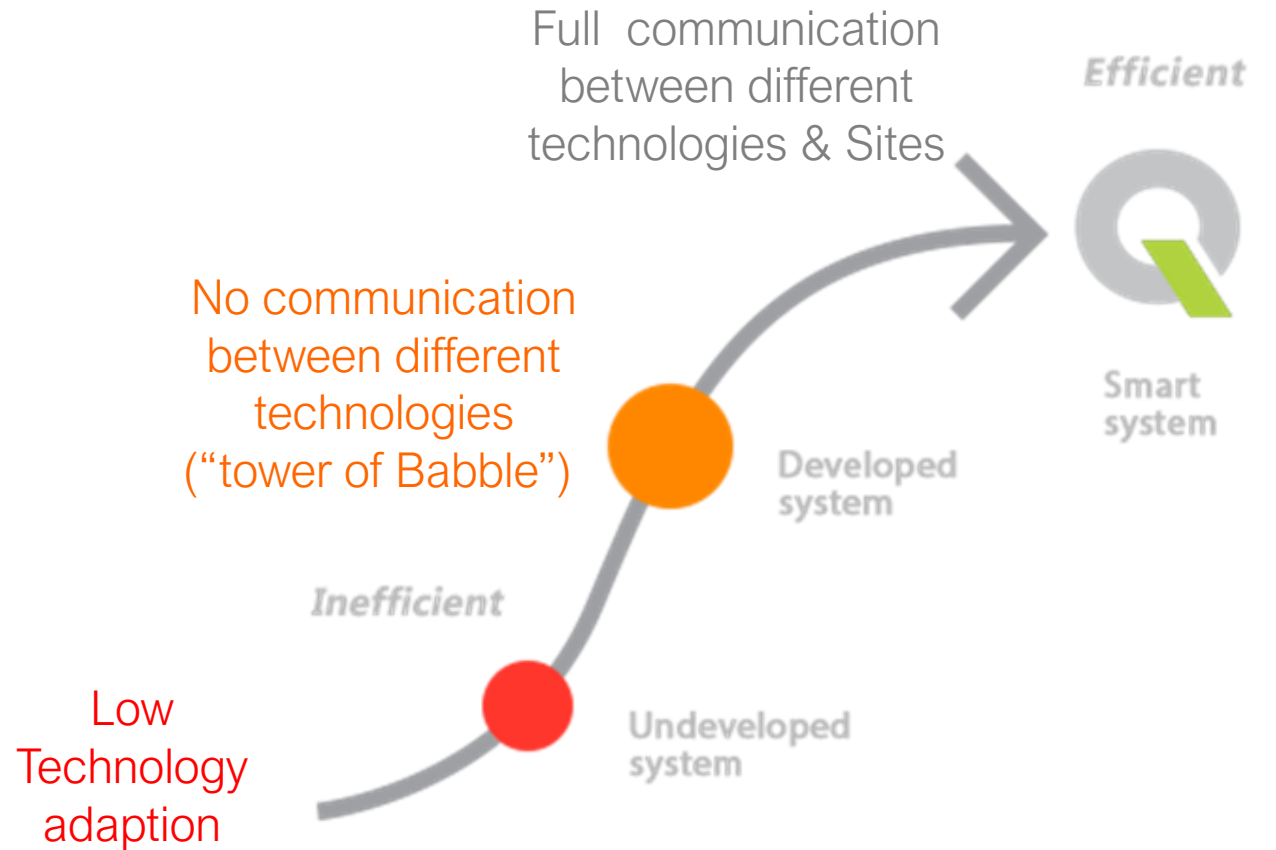 Full communication
between different
technologies & Sites
Efficient
Smart
system
No communication
between different
technologies
(“tower of Babble”)
Developed
system
Inefficient
Undeveloped
system
Low
Technology
adaption